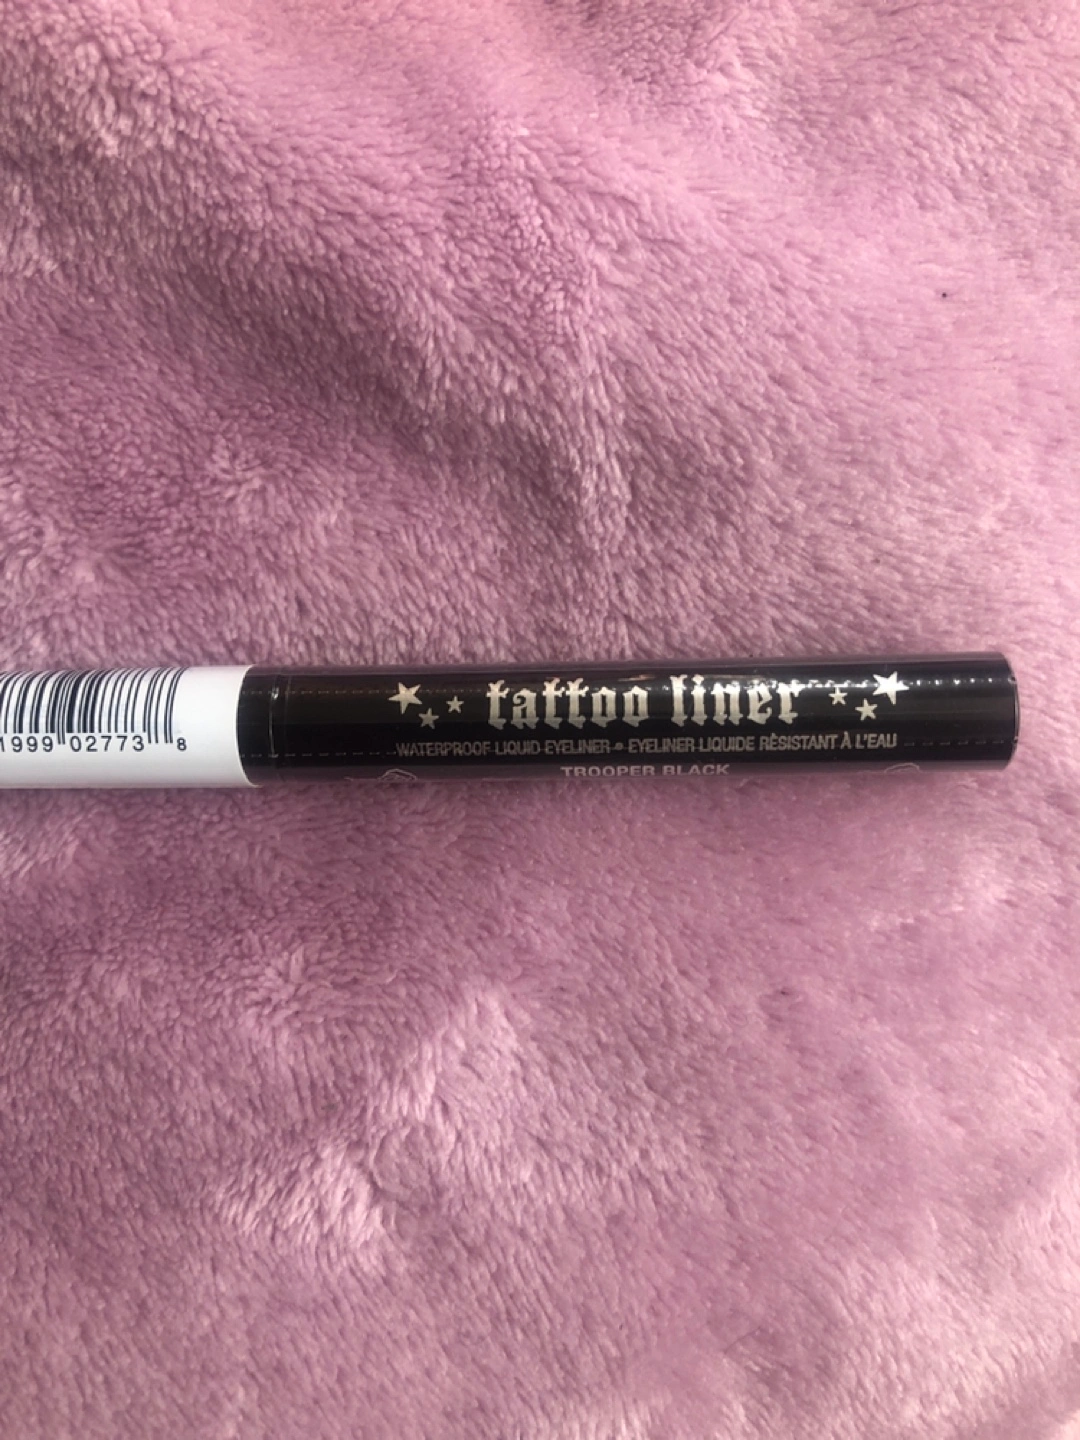 tattoo liner
WATERPROOF LIQUID EYELINER • EYELINER LIQUIDE RÉSISTANT À L'EAU
TROOPER BLACK
1999 02773 8